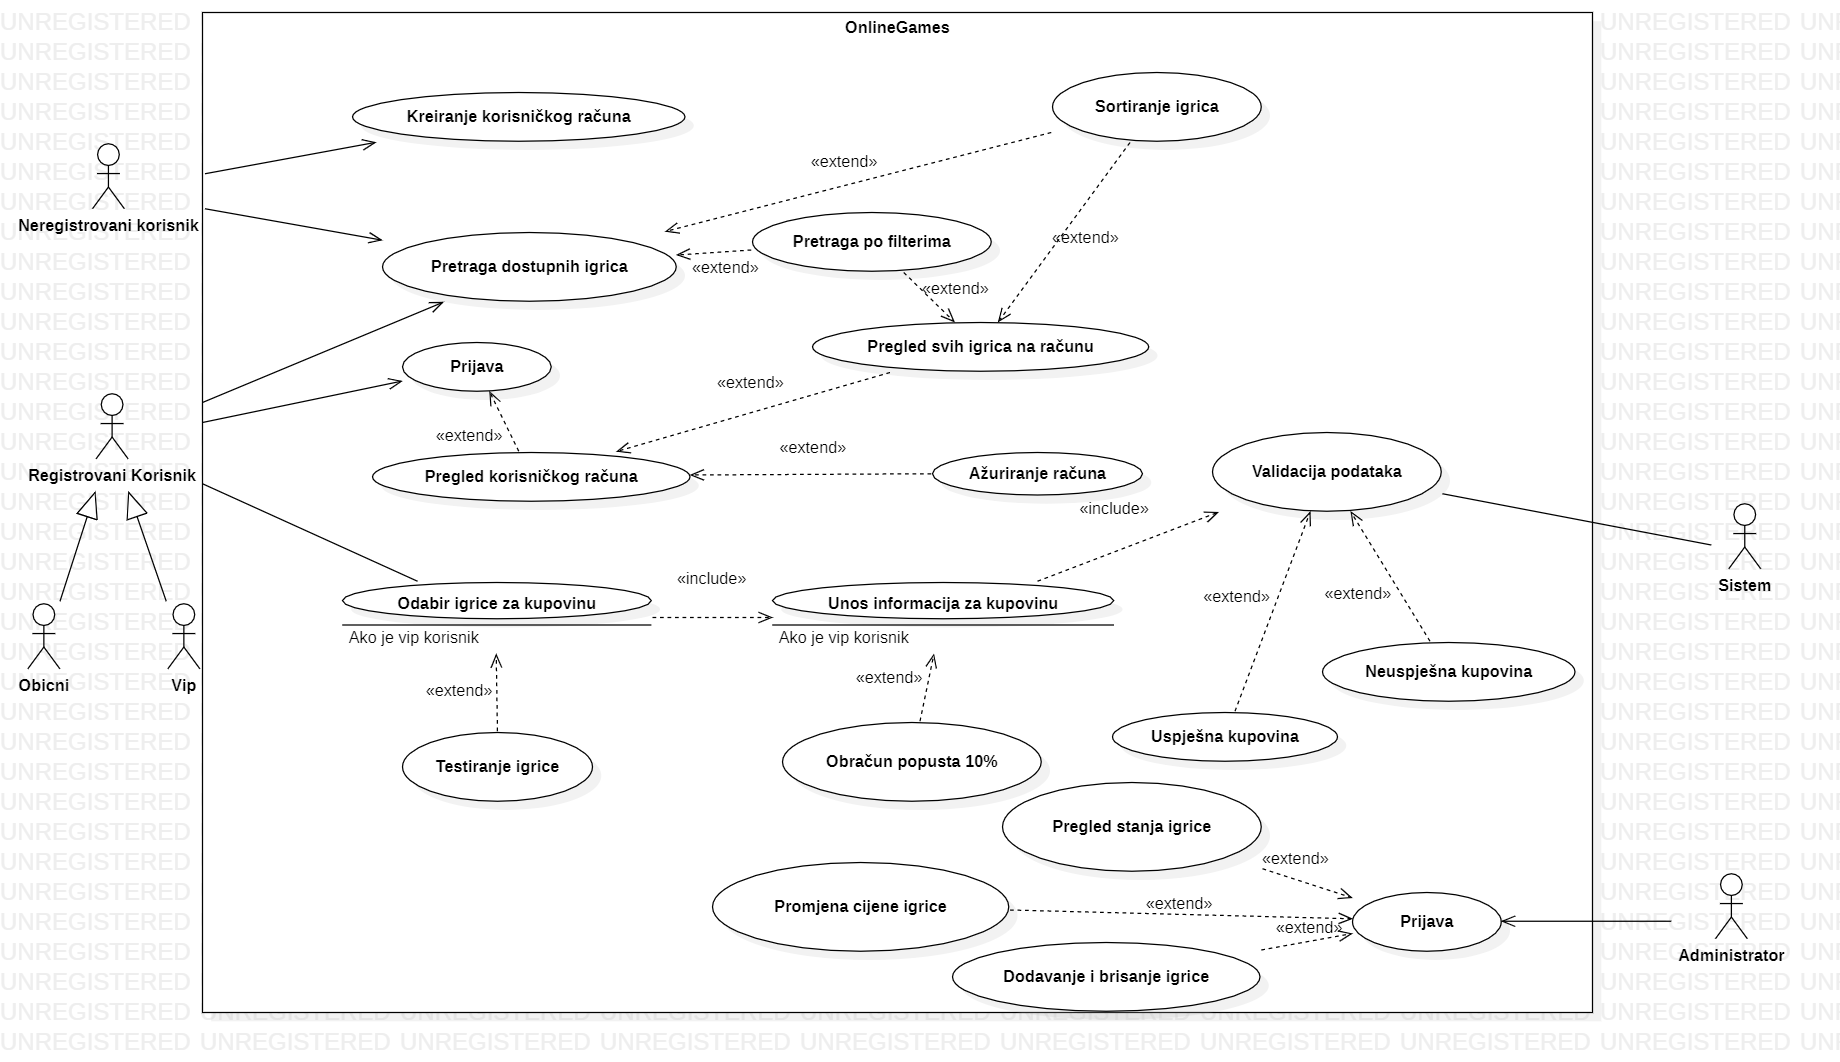 OnlineGames
Kreiranje korisničkog računa
Sortiranje igrica
«extend»
Neregistrovani korisnik
Pretraga po filterima
«extend»
Pretraga dostupnih igrica
«extend»
«extend»
Pregled svih igrica na računu
Prijava
«extend»
«extend»
«extend»
Registrovani Korisnik
Pregled korisničkog računa
Ažuriranje računa
Validacija podataka
«include»
Sistem
«include»
Odabir igrice za kupovinu
Unos informacija za kupovinu
«extend»
«extend»
Ako je vip korisnik
Ako je vip korisnik
Obicni
Vip
«extend»
«extend»
Neuspješna kupovina
Uspješna kupovina
Testiranje igrice
Obračun popusta 10%
Pregled stanja igrice
«extend»
Promjena cijene igrice
«extend»
Prijava
«extend»
Administrator
Dodavanje i brisanje igrice
UNREGISTERED UNREGISTERED UNREGISTERED UNREGISTERED UNREGISTERED UNREGISTERED UNREGISTERED UNREGISTERED UNREGISTERED